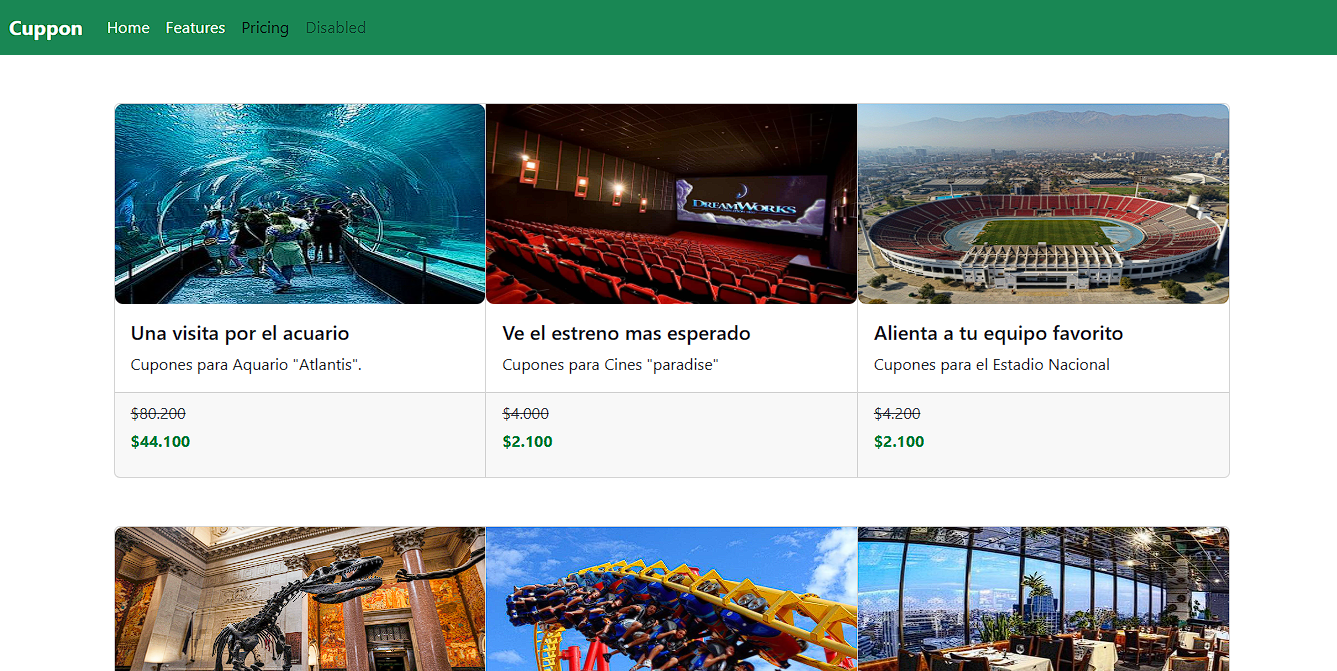 Cuppon Home Features Pricing Disabled
DREAMWORKS
Una visita por el acuario
Cupones para Aquario "Atlantis".
$80.200
$44.100
Ve el estreno mas esperado
Cupones para Cines "paradise"
$4.000
$2.100
Alienta a tu equipo favorito
Cupones para el Estadio Nacional
$4.200
$2.100